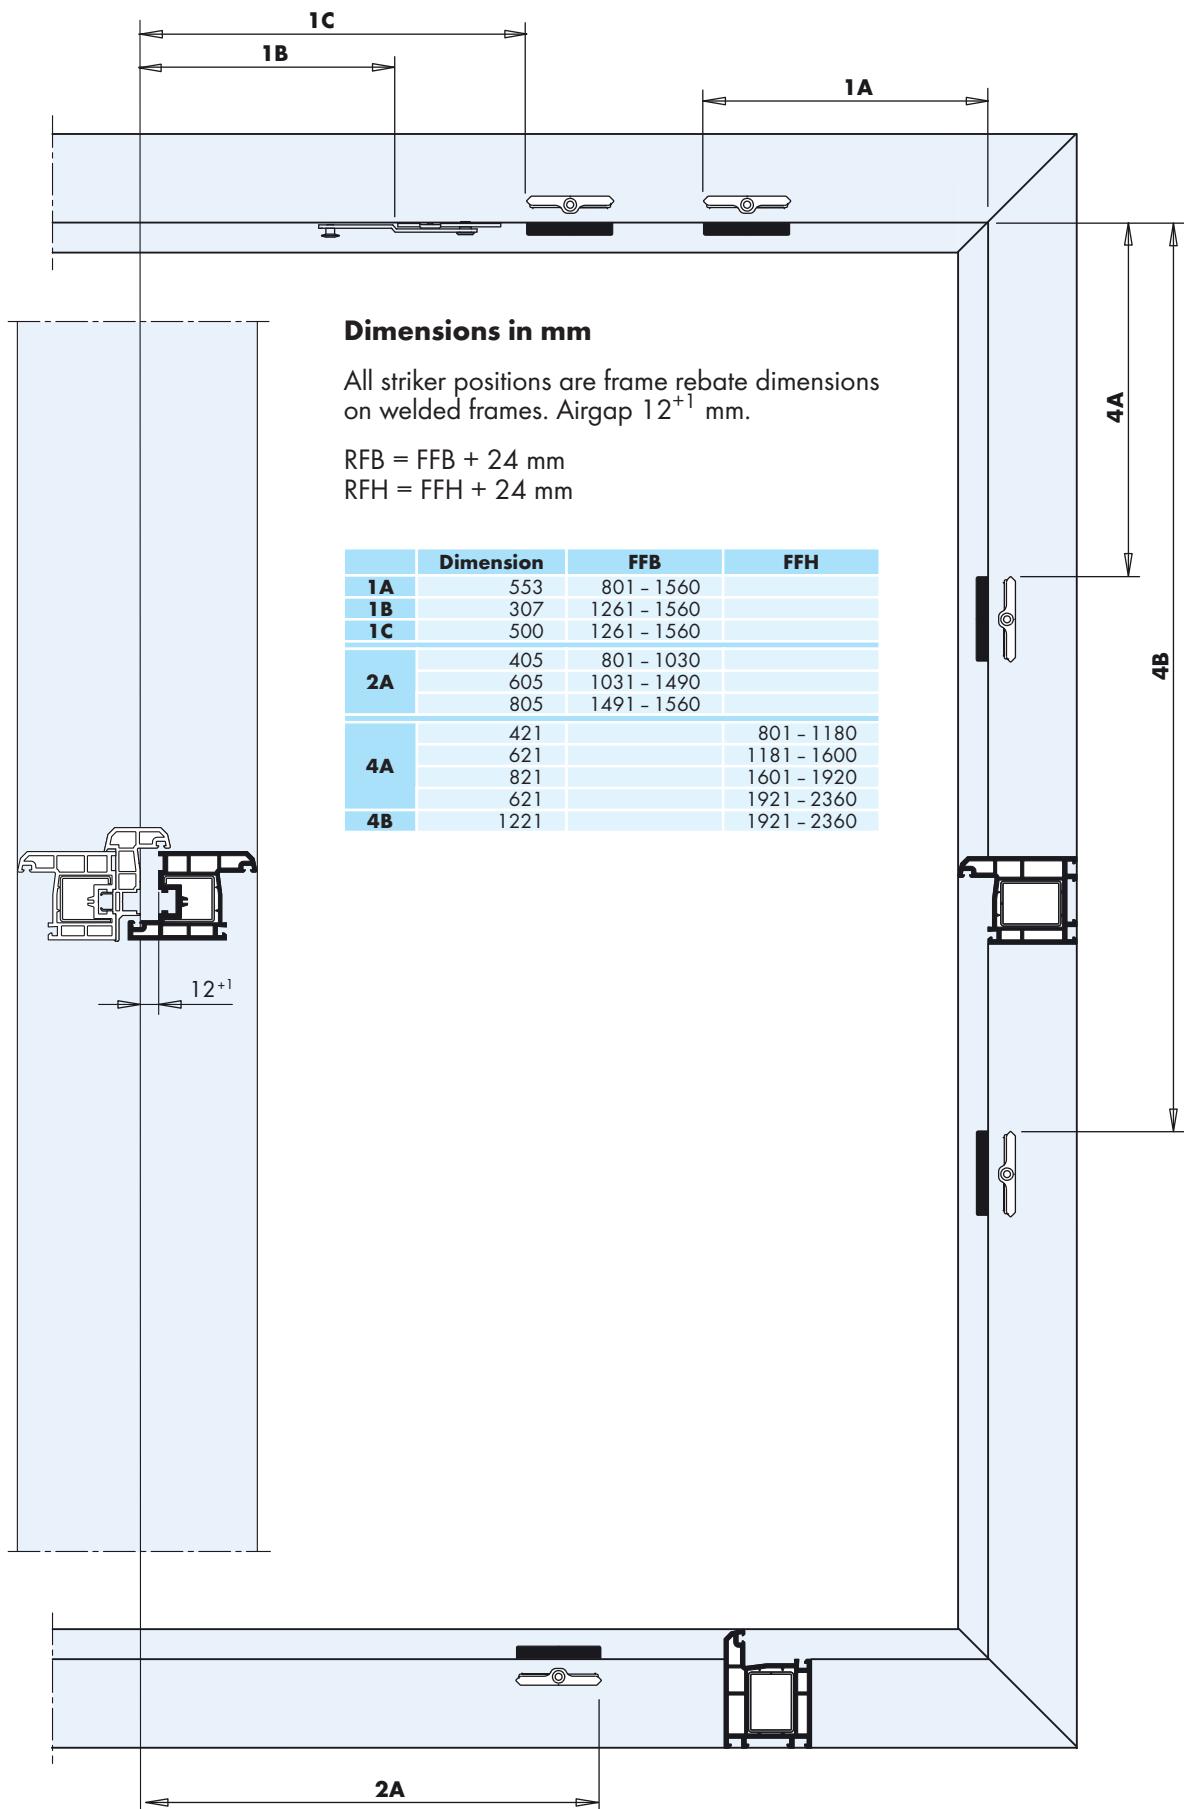 1C
1B
1A
Dimensions in mm
All striker positions are frame rebate dimensions
on welded frames. Airgap 12+1 mm.
RFB = FFB + 24 mm
RFH = FFH + 24 mm
4A
4B
Dimension FFB FFH
1A 553 801 – 1560
1B 307 1261 – 1560
1C 500 1261 – 1560
2A
405 801 – 1030
605 1031 – 1490
805 1491 – 1560
4A
421 801 – 1180
621 1181 – 1600
821 1601 – 1920
621 1921 – 2360
4B 1221 1921 – 2360
12+1
2A